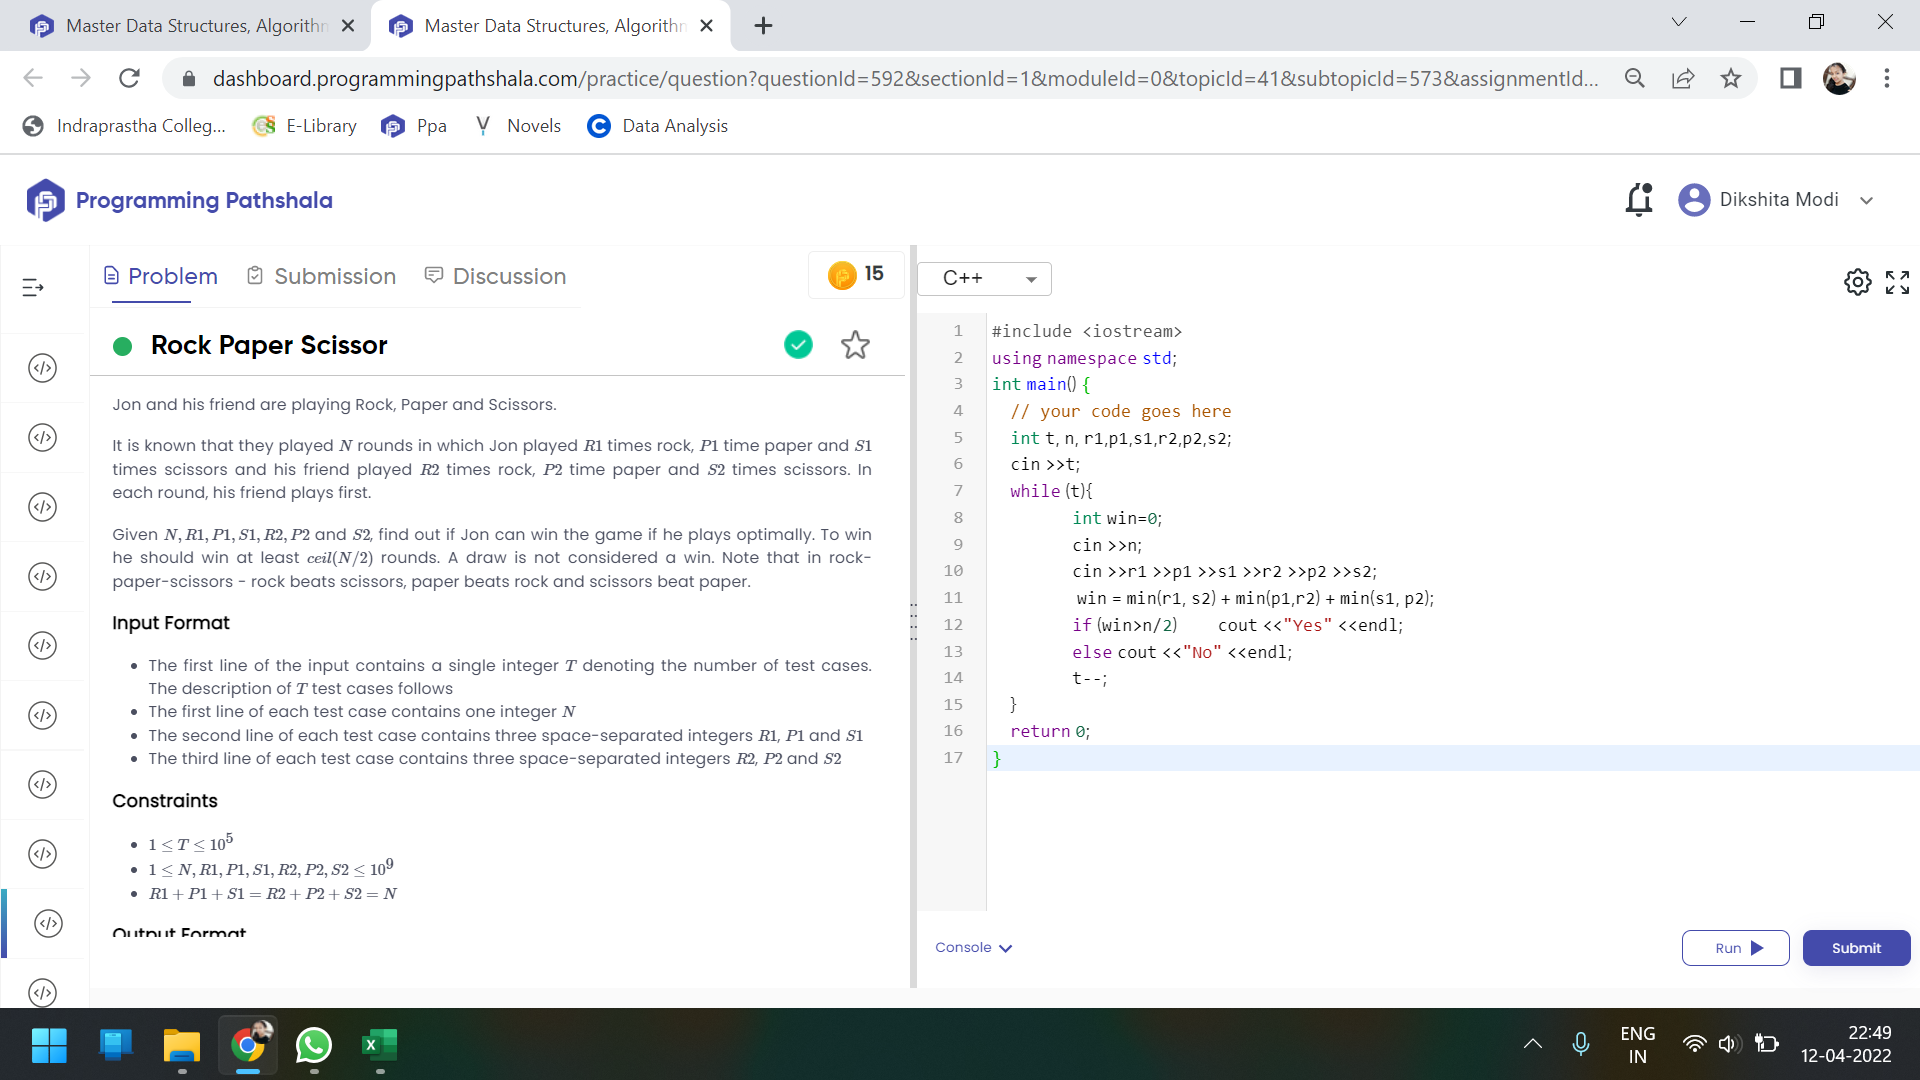 Master Data Structures, Algorithm
Master Data Structures, Algorithm
dashboard.programmingpathshala.com/practice/question?questionId=592&sectionId=1&moduleId=0&topicId=41&subtopicId=573&assignmentId...
Indraprastha Colleg...
E-Library
Ppa
Novels
Data Analysis
Programming Pathshala
Dikshita Modi
Problem
Submission
Discussion
15
C++
Rock Paper Scissor
Jon and his friend are playing Rock, Paper and Scissors.
It is known that they played N rounds in which Jon played R1 times rock, P1 time paper and S1
times scissors and his friend played R2 times rock, P2 time paper and S2 times scissors. In
each round, his friend plays first.
Given N, R1, P1, S1, R2, P2 and S2, find out if Jon can win the game if he plays optimally. To win
he should win at least ceil(N/2) rounds. A draw is not considered a win. Note that in rock-
paper-scissors - rock beats scissors, paper beats rock and scissors beat paper.
Input Format
• The first line of the input contains a single integer T denoting the number of test cases.
The description of T test cases follows
• The first line of each test case contains one integer N
• The second line of each test case contains three space-separated integers R1, P1 and S1
• The third line of each test case contains three space-separated integers R2, P2 and S2
Constraints
• 1 ≤ T ≤ 10^5
• 1 ≤ N, R1, P1, S1, R2, P2, S2 ≤ 10^9
• R1 + P1 + S1 = R2 + P2 + S2 = N
Output Format
1 #include <iostream>
2 using namespace std;
3 int main() {
4 // your code goes here
5 int t, n, r1,p1,s1,r2,p2,s2;
6 cin >>t;
7 while (t){
8 int win=0;
9 cin >>n;
10 cin >>r1 >>p1 >>s1 >>r2 >>p2 >>s2;
11 win = min(r1, s2) + min(p1,r2) + min(s1, p2);
12 if (win>n/2) cout <<"Yes" <<endl;
13 else cout <<"No" <<endl;
14 t--;
15 }
16 return 0;
17 }
Console
Run
Submit
ENG
IN
22:49
12-04-2022